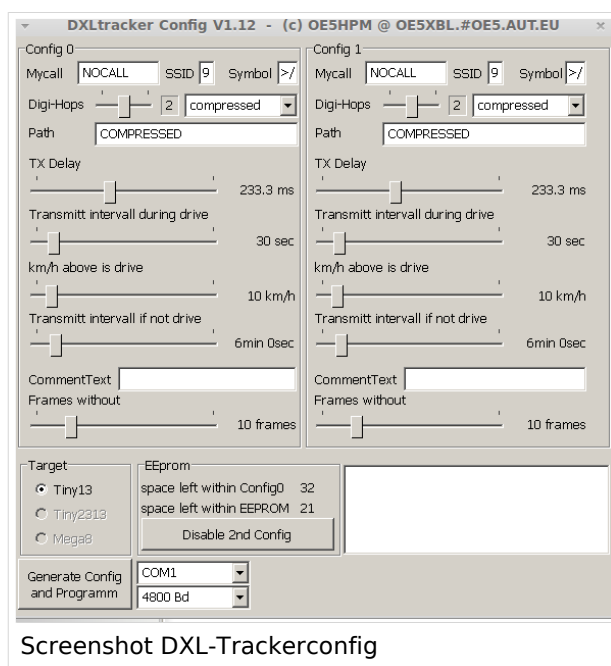 DXLtracker Config V1.12 - (c) OE5HPM @ OE5XBL.#OE5.AUT.EU
Config 0
Mycall NOCALL SSID 9 Symbol >/
Digi-Hops 2 compressed
Path COMPRESSED
TX Delay
233.3 ms
Transmitt intervall during drive
30 sec
km/h above is drive
10 km/h
Transmitt intervall if not drive
6min 0sec
CommentText
Frames without
10 frames
Config 1
Mycall NOCALL SSID 9 Symbol >/
Digi-Hops 2 compressed
Path COMPRESSED
TX Delay
233.3 ms
Transmitt intervall during drive
30 sec
km/h above is drive
10 km/h
Transmitt intervall if not drive
6min 0sec
CommentText
Frames without
10 frames
Target
Tiny13
Tiny2313
Mega8
EEprom
space left within Config0 32
space left within EEPROM 21
Disable 2nd Config
Generate Config
and Programm
COM1
4800 Bd
Screenshot DXL-Trackerconfig